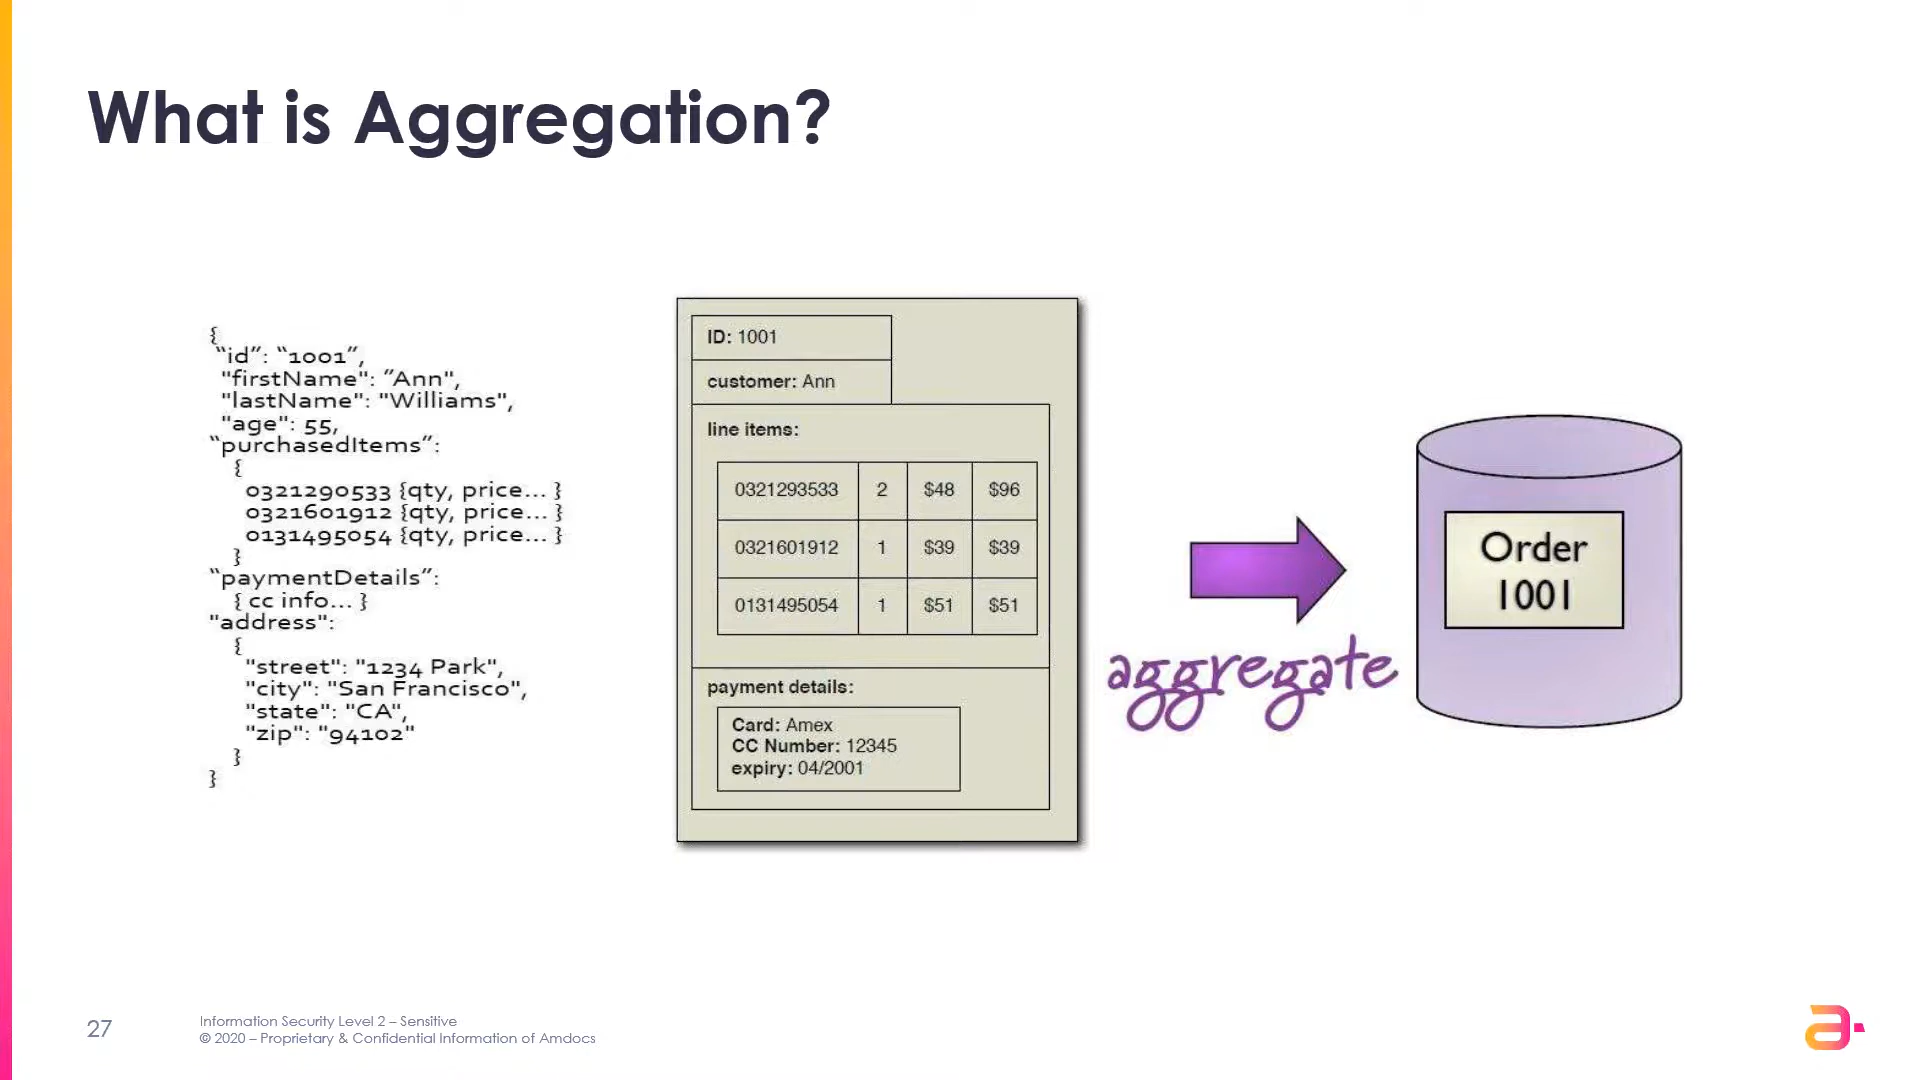 What is Aggregation?
{
“id”: “1001”,
"firstName": ”Ann",
"lastName": "Williams",
"age": 55,
“purchasedItems”:
{
0321290533 {qty, price... }
0321601912 {qty, price... }
0131495054 {qty, price... }
}
“paymentDetails”:
{ cc info... }
"address":
{
"street": "1234 Park",
"city": "San Francisco",
"state": "CA",
"zip": "94102"
}
}
ID: 1001
customer: Ann
line items:
0321293533 2 $48 $96
0321601912 1 $39 $39
0131495054 1 $51 $51
payment details:
Card: Amex
CC Number: 12345
expiry: 04/2001
aggregate
Order
1001
27
Information Security Level 2 – Sensitive
© 2020 – Proprietary & Confidential Information of Amdocs
a